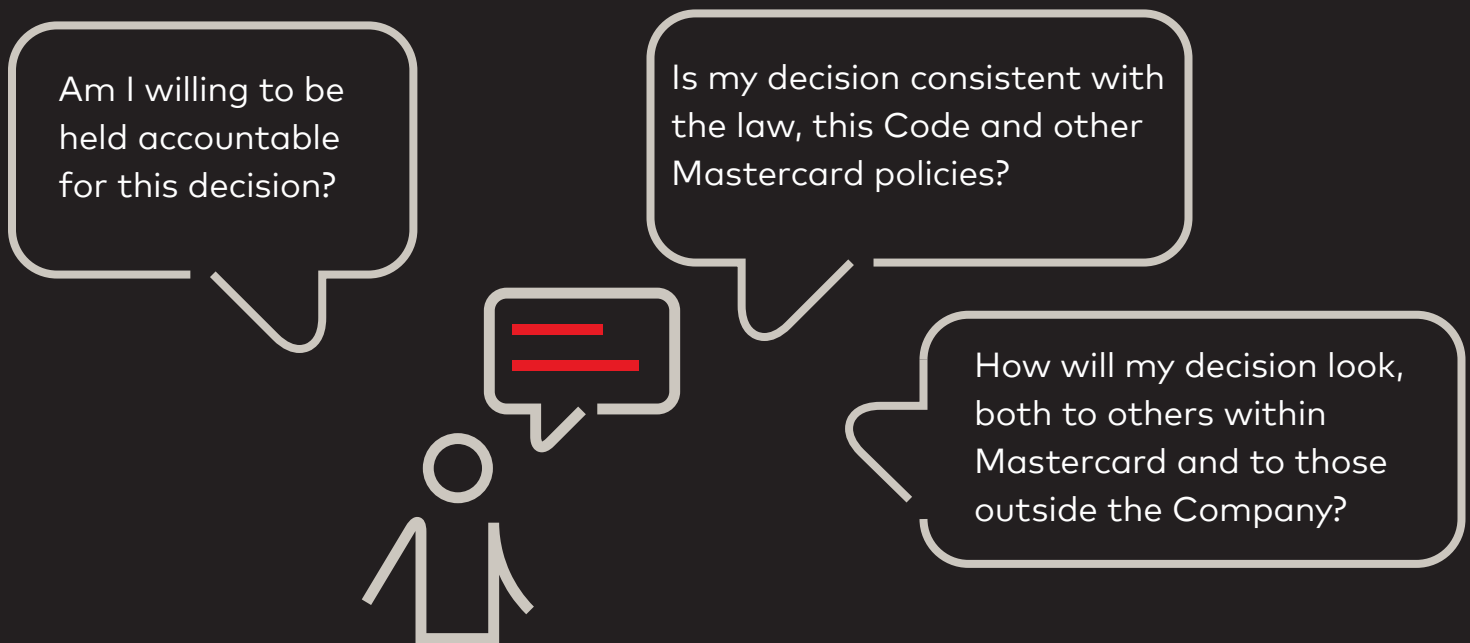 Am I willing to be
held accountable
for this decision?
Is my decision consistent with
the law, this Code and other
Mastercard policies?
How will my decision look,
both to others within
Mastercard and to those
outside the Company?